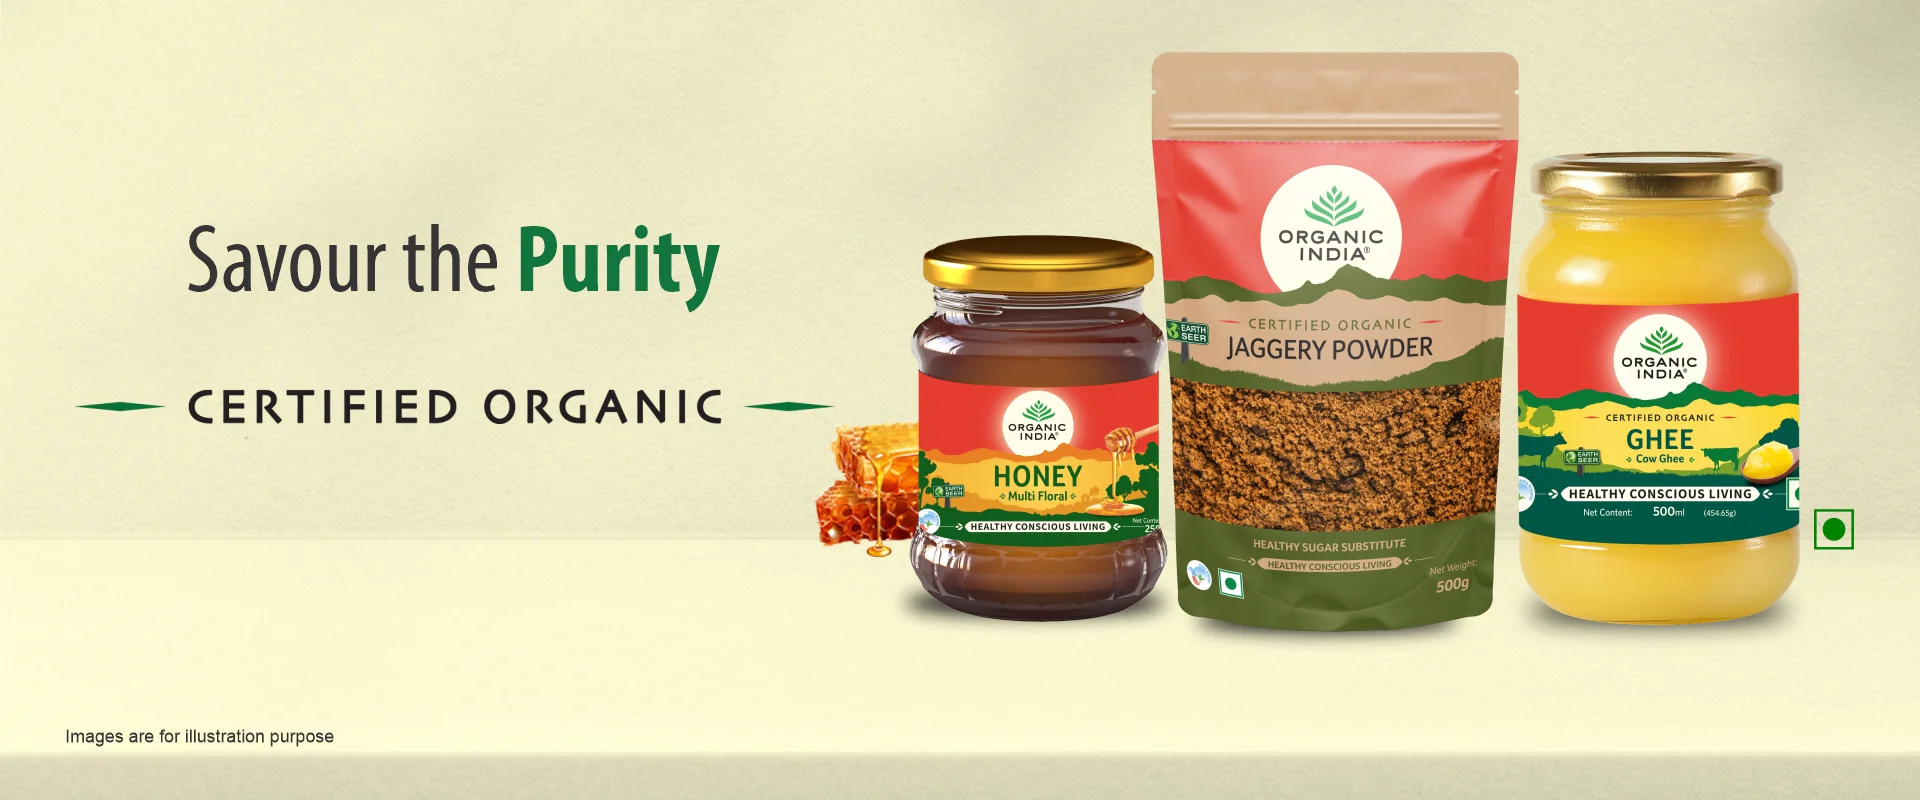 Savour the Purity
CERTIFIED ORGANIC
Images are for illustration purpose
ORGANIC
INDIA
HONEY
Multi Floral
EARTH
SEER
HEALTHY CONSCIOUS LIVING
ORGANIC
INDIA®
CERTIFIED ORGANIC
JAGGERY POWDER
EARTH
SEER
HEALTHY SUGAR SUBSTITUTE
HEALTHY CONSCIOUS LIVING
Net Weight:
500g
ORGANIC
INDIA®
CERTIFIED ORGANIC
GHEE
Cow Ghee
EARTH
SEER
HEALTHY CONSCIOUS LIVING
Net Content: 500ml (454.65g)